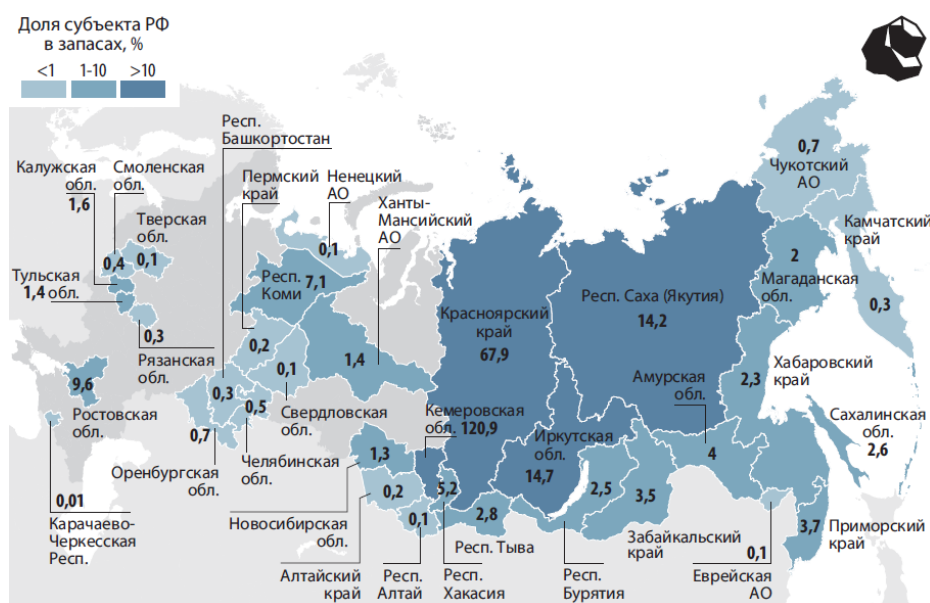 Доля субъекта РФ
в запасах, %
<1 1-10 >10
Респ.
Башкортостан
Калужская
обл.
1,6
Смоленская
обл.
Пермский
край
Ненецкий
АО
Ханты-
Мансийский
АО
Тверская
обл.
0,4
0,1
Тульская
1,4 обл.
0,3
Рязанская
обл.
0,1
Респ.
Коми
7,1
0,2
0,1
1,4
Красноярский
край
67,9
Респ. Саха (Якутия)
14,2
0,7
Чукотский
АО
Камчатский
край
0,3
2
Магаданская
обл.
2,3
Хабаровский
край
Амурская
обл.
4
Сахалинская
обл.
2,6
9,6
Ростовская
обл.
0,3
0,5
Свердловская
обл.
0,7
Оренбургская
обл.
Челябинская
обл.
Кемеровская
обл. 120,9
Иркутская
обл.
14,7
0,01
Карачаево-
Черкесская
Респ.
1,3
Новосибирская
обл.
0,2
Алтайский
край
0,1
Респ.
Алтай
5,2
Респ.
Хакасия
2,8
Респ. Тыва
2,5
Респ.
Бурятия
3,5
Забайкальский
край
0,1
Еврейская
АО
3,7
Приморский
край